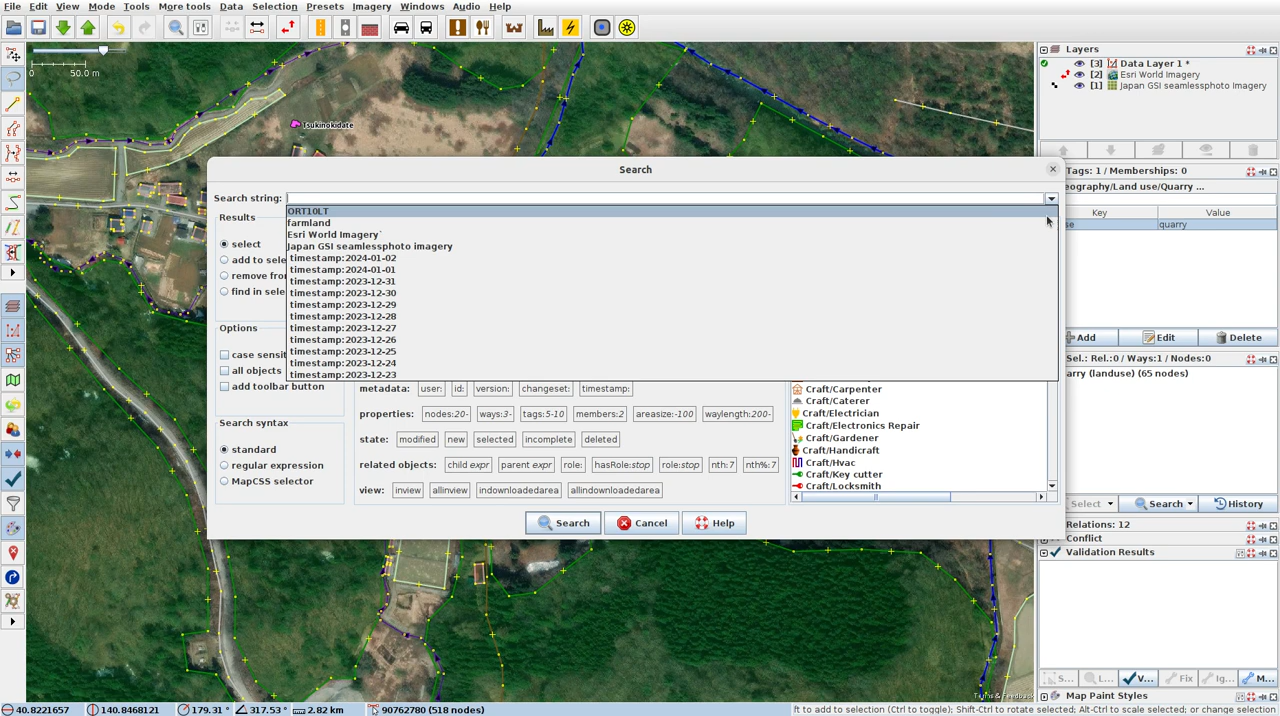 File Edit View Mode Tools More tools Data Selection Presets Imagery Windows Audio Help
0 50.0 m
Tsukinokidate
Layers
[3] Data Layer 1 *
[2] Esri World Imagery
[1] Japan GSI seamlessphoto Imagery
Tags: 1 / Memberships: 0
eography/Land use/Quarry ...
Key Value
se quarry
Add Edit Delete
Sel.: Rel.:0 / Ways:1 / Nodes:0
arry (landuse) (65 nodes)
Select Search History
Relations: 12
Conflict
Validation Results
S... L... V... Fix Ig... M...
Map Paint Styles
Search
Search string:
ORT10LT
farmland
Esri World Imagery`
Japan GSI seamlessphoto imagery
timestamp:2024-01-02
timestamp:2024-01-01
timestamp:2023-12-31
timestamp:2023-12-30
timestamp:2023-12-29
timestamp:2023-12-28
timestamp:2023-12-27
timestamp:2023-12-26
timestamp:2023-12-25
timestamp:2023-12-24
timestamp:2023-12-23
Results
select
add to sele
remove fro
find in sele
Options
case sensit
all objects
add toolbar button
Search syntax
standard
regular expression
MapCSS selector
metadata: user: id: version: changeset: timestamp:
properties: nodes:20- ways:3- tags:5-10 members:2 areasize:-100 waylength:200-
state: modified new selected incomplete deleted
related objects: child expr parent expr role: hasRole:stop role:stop nth:7 nth%:7
view: inview allinview indownloadedarea allindownloadedarea
Craft/Carpenter
Craft/Caterer
Craft/Electrician
Craft/Electronics Repair
Craft/Gardener
Craft/Handicraft
Craft/Hvac
Craft/Key cutter
Craft/Locksmith
Search Cancel Help
Terms & Feedback
40.8221657 140.8468121 179.31 ° 317.53 ° 2.82 km 90762780 (518 nodes) ft to add to selection (Ctrl to toggle); Shift-Ctrl to rotate selected; Alt-Ctrl to scale selected; or change selection